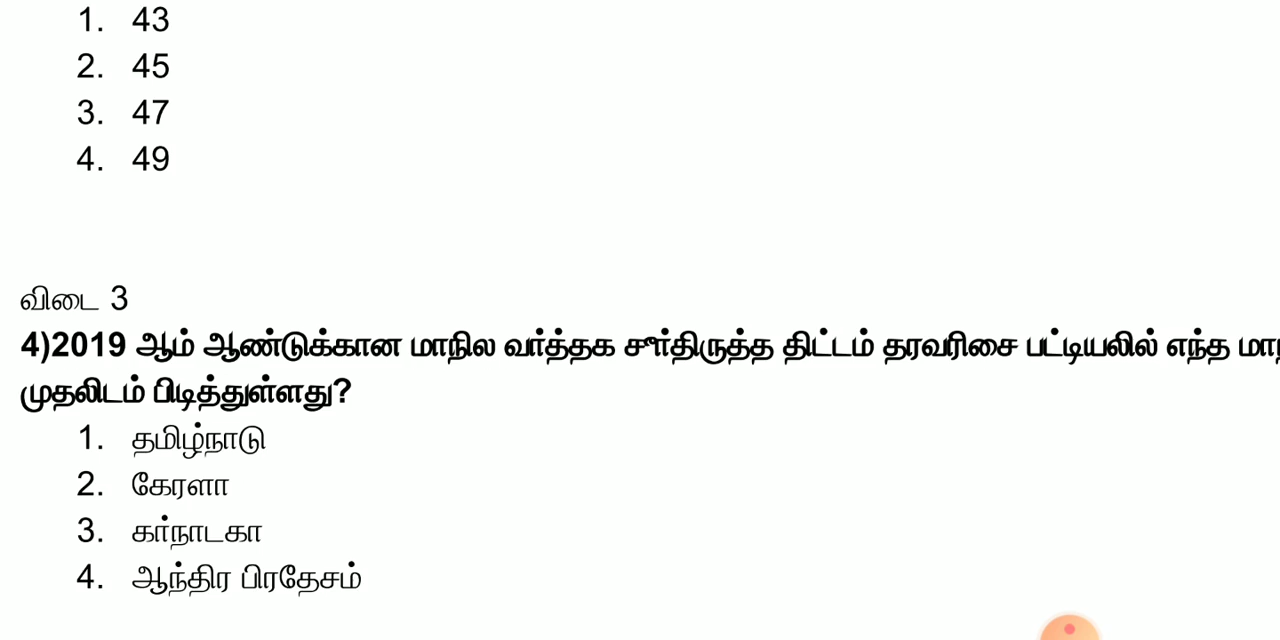 1. 43
2. 45
3. 47
4. 49
விடை 3
4)2019 ஆம் ஆண்டுக்கான மாநில வர்த்தக சீர்திருத்த திட்டம் தரவரிசை பட்டியலில் எந்த
முதலிடம் பிடித்துள்ளது?
1. தமிழ்நாடு
2. கேரளா
3. கர்நாடகா
4. ஆந்திர பிரதேசம்